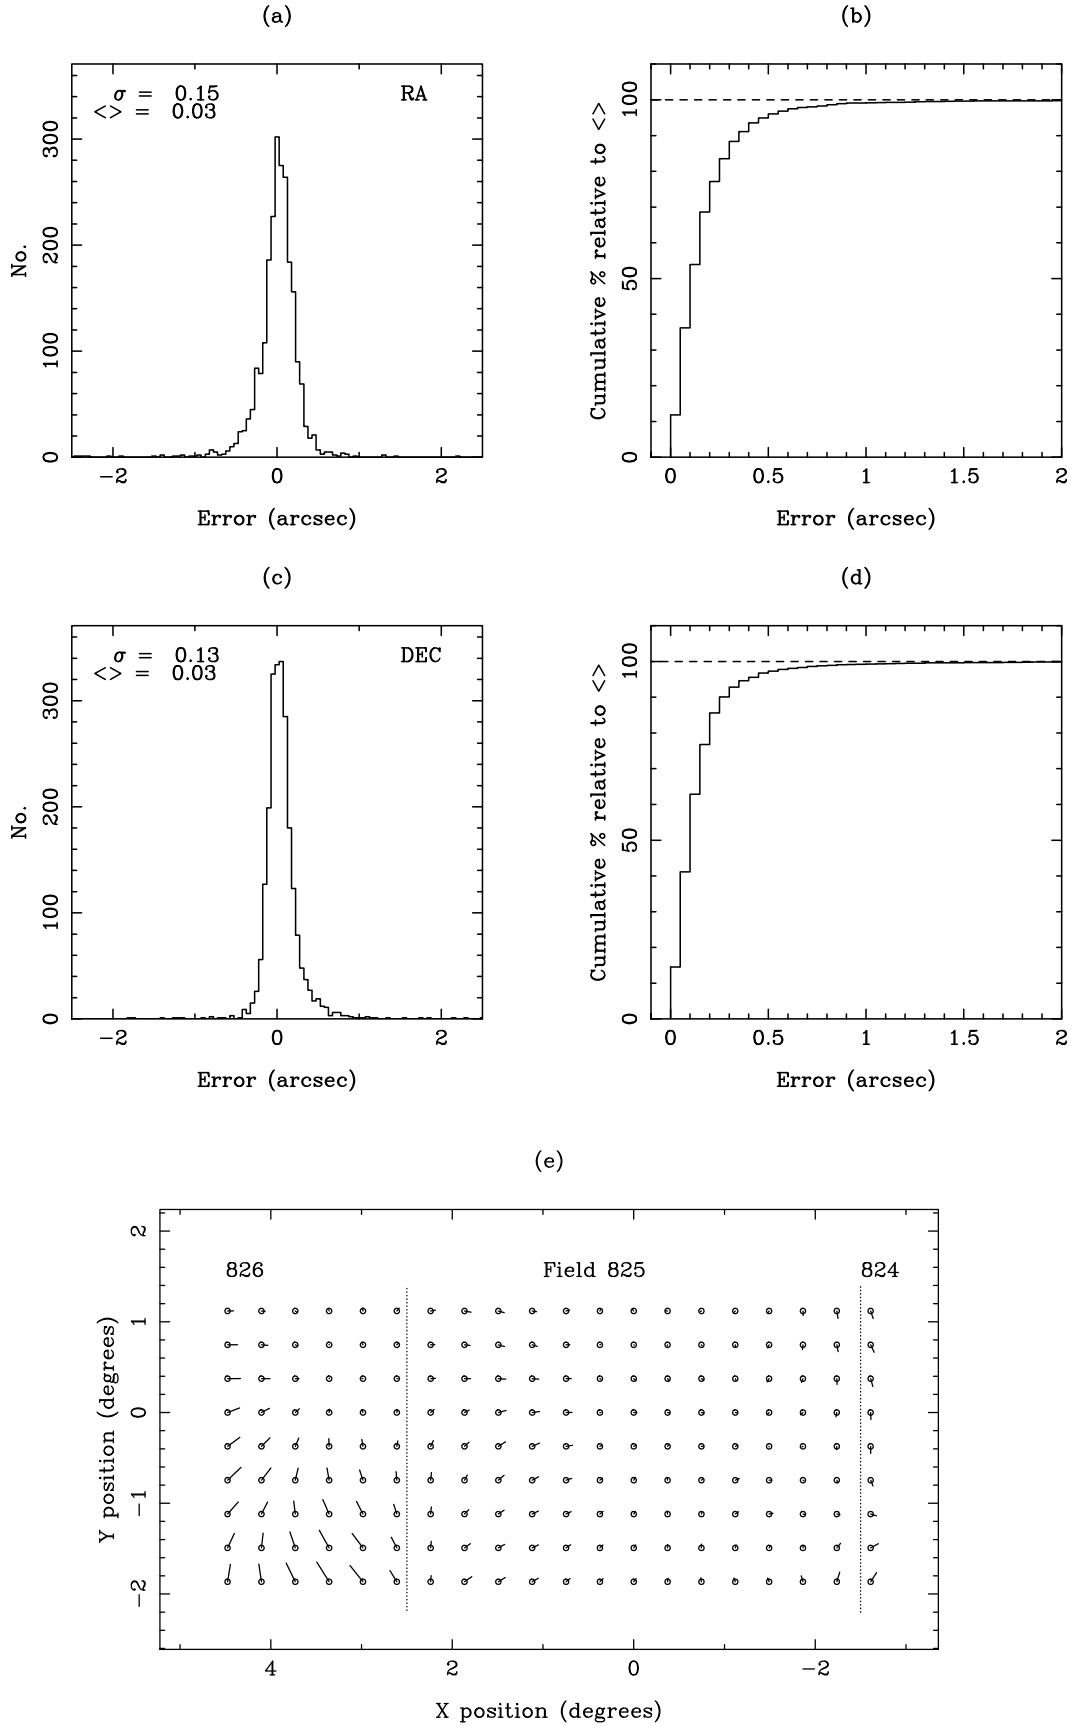 (a)
σ = 0.15
<> = 0.03
RA
No.
0
100
200
300
−2
0
2
Error (arcsec)
(b)
Cumulative % relative to <>
0
50
100
0
0.5
1
1.5
2
Error (arcsec)
(c)
σ = 0.13
<> = 0.03
DEC
No.
0
100
200
300
−2
0
2
Error (arcsec)
(d)
Cumulative % relative to <>
0
50
100
0
0.5
1
1.5
2
Error (arcsec)
(e)
826
Field 825
824
Y position (degrees)
2
1
0
−1
−2
4
2
0
−2
X position (degrees)